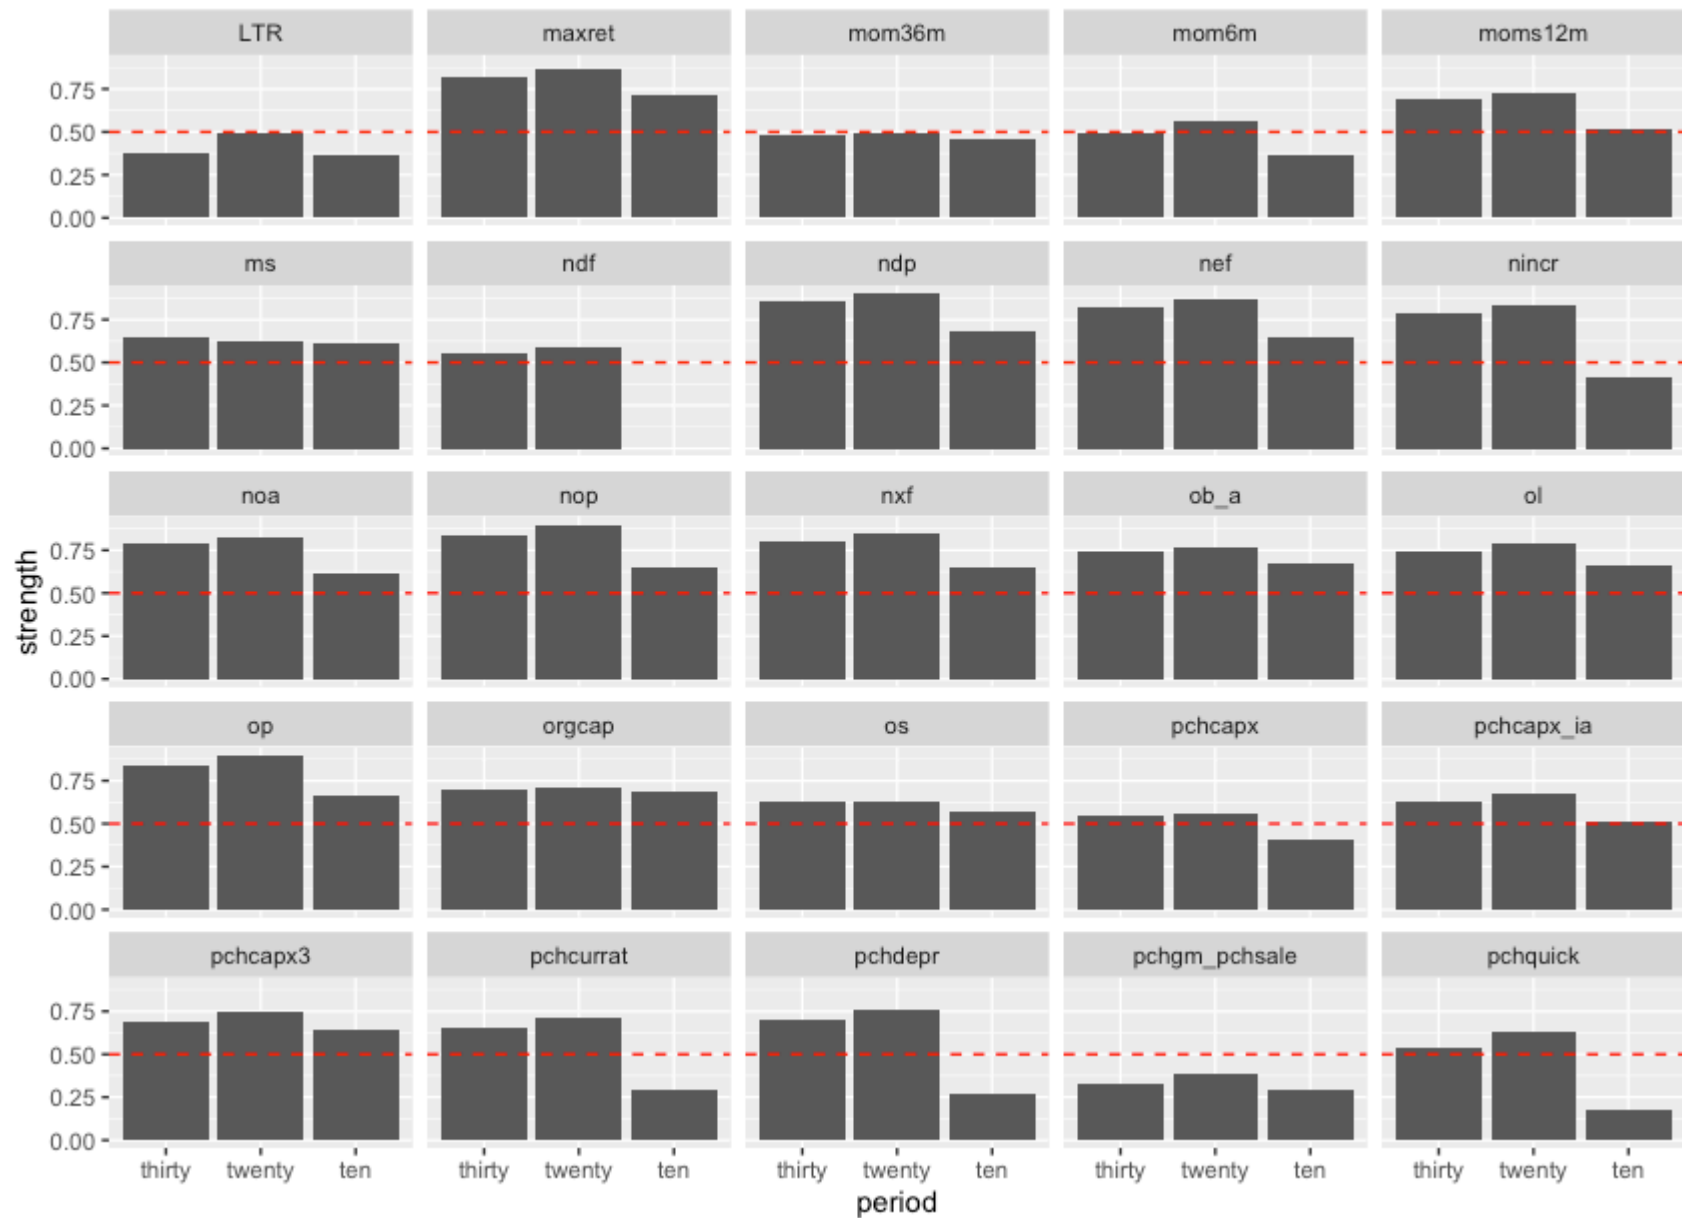 LTR maxret mom36m mom6m moms12m
0.75
0.50
0.25
0.00
ms ndf ndp nef nincr
0.75
0.50
0.25
0.00
noa nop nxf ob_a ol
0.75
0.50
0.25
0.00
strength
op orgcap os pchcapx pchcapx_ia
0.75
0.50
0.25
0.00
pchcapx3 pchcurrat pchdepr pchgm_pchsale pchquick
0.75
0.50
0.25
0.00
thirty twenty ten thirty twenty ten thirty twenty ten thirty twenty ten thirty twenty ten
period